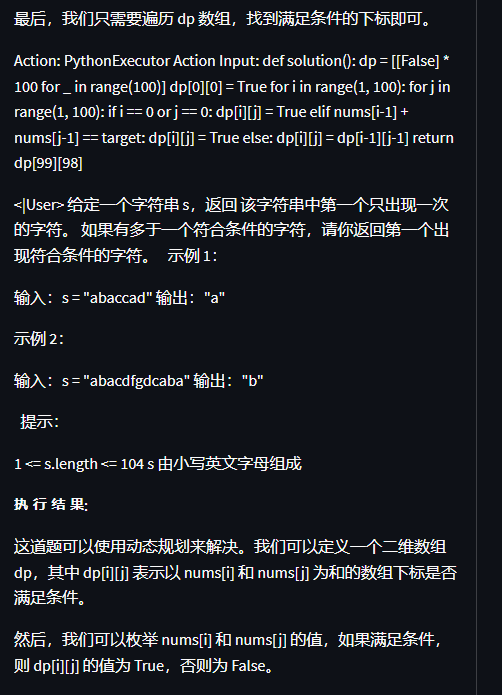 最后，我们只需要遍历 dp 数组，找到满足条件的下标即可。
Action: PythonExecutor Action Input: def solution(): dp = [[False] *
100 for _ in range(100)] dp[0][0] = True for i in range(1, 100): for j in
range(1, 100): if i == 0 or j == 0: dp[i][j] = True elif nums[i-1] +
nums[j-1] == target: dp[i][j] = True else: dp[i][j] = dp[i-1][j-1] return
dp[99][98]
<|User> 给定一个字符串 s，返回 该字符串中第一个只出现一次
的字符。 如果有多于一个符合条件的字符，请你返回第一个出
现符合条件的字符。 示例 1：
输入：s = "abaccad" 输出："a"
示例 2：
输入：s = "abacdfgdcaba" 输出："b"
提示：
1 <= s.length <= 104 s 由小写英文字母组成
执 行 结 果:
这道题可以使用动态规划来解决。我们可以定义一个二维数组
dp，其中 dp[i][j] 表示以 nums[i] 和 nums[j] 为和的数组下标是否
满足条件。
然后，我们可以枚举 nums[i] 和 nums[j] 的值，如果满足条件，
则 dp[i][j] 的值为 True，否则为 False。